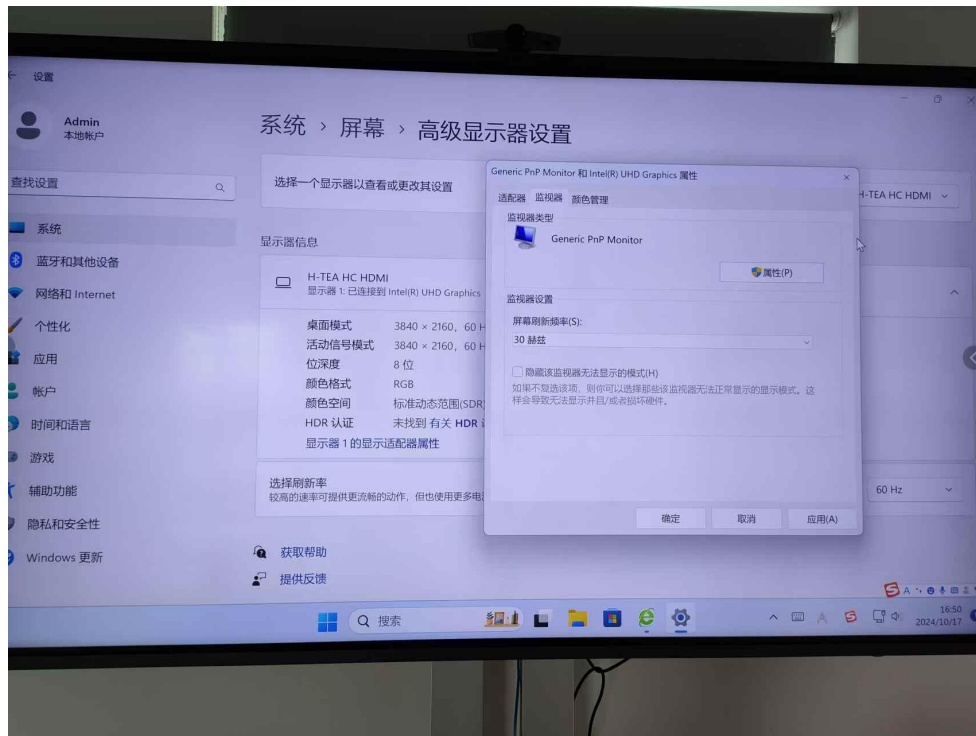 设置
Admin
本地帐户
查找设置
系统
蓝牙和其他设备
网络和 Internet
个性化
应用
帐户
时间和语言
游戏
辅助功能
隐私和安全性
Windows 更新
系统 › 屏幕 › 高级显示器设置
选择一个显示器以查看或更改其设置
H-TEA HC HDMI
显示器信息
H-TEA HC HDMI
显示器 1: 已连接到 Intel(R) UHD Graphics
桌面模式 3840 × 2160, 60 H
活动信号模式 3840 × 2160, 60 H
位深度 8 位
颜色格式 RGB
颜色空间 标准动态范围(SDR)
HDR 认证 未找到 有关 HDR
显示器 1 的显示适配器属性
选择刷新率
较高的速率可提供更流畅的动作，但也使用更多电
60 Hz
获取帮助
提供反馈
Generic PnP Monitor 和 Intel(R) UHD Graphics 属性
适配器 监视器 颜色管理
监视器类型
Generic PnP Monitor
属性(P)
监视器设置
屏幕刷新频率(S):
30 赫兹
隐藏该监视器无法显示的模式(H)
如果不复选该项，则你可以选择那些该监视器无法正常显示的显示模式。这
样会导致无法显示并且/或者损坏硬件。
确定 取消 应用(A)
搜索
16:50
2024/10/17